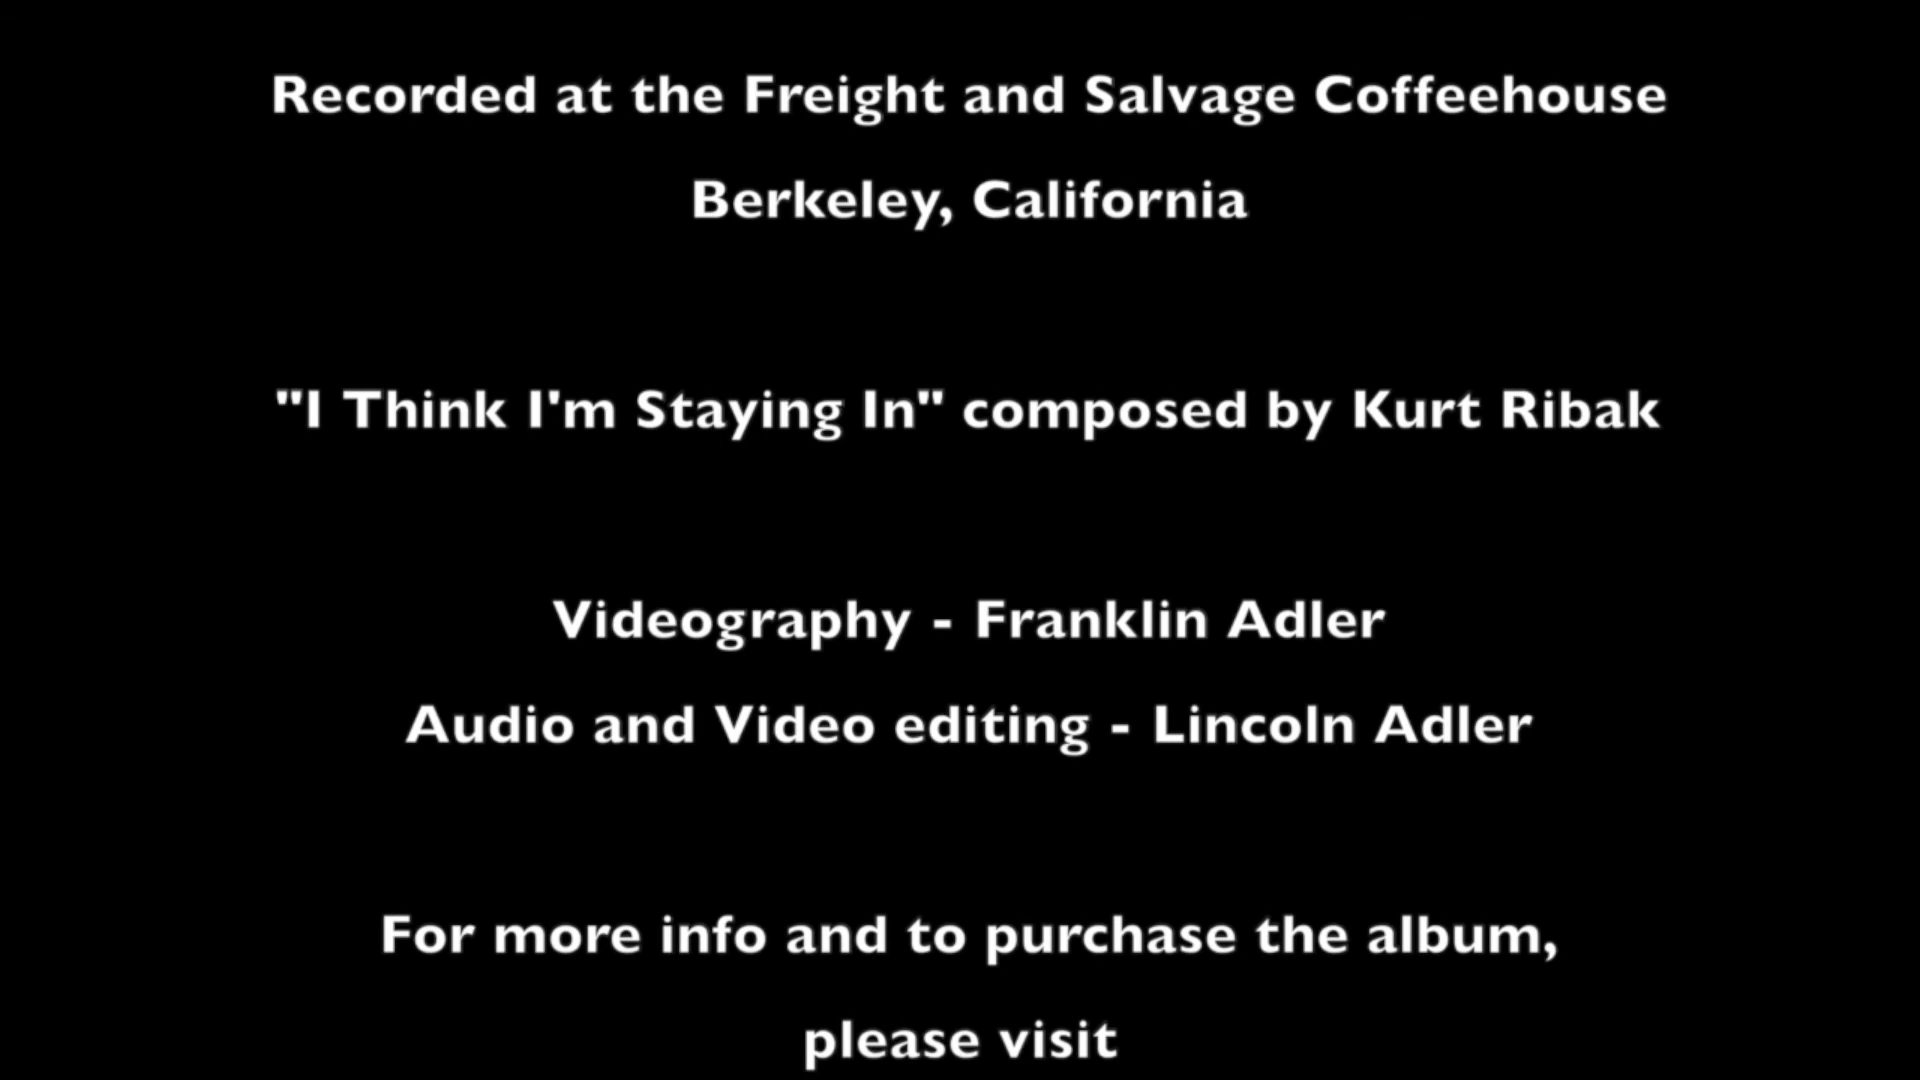 Recorded at the Freight and Salvage Coffeehouse
Berkeley, California
"I Think I'm Staying In" composed by Kurt Ribak
Videography - Franklin Adler
Audio and Video editing - Lincoln Adler
For more info and to purchase the album,
please visit